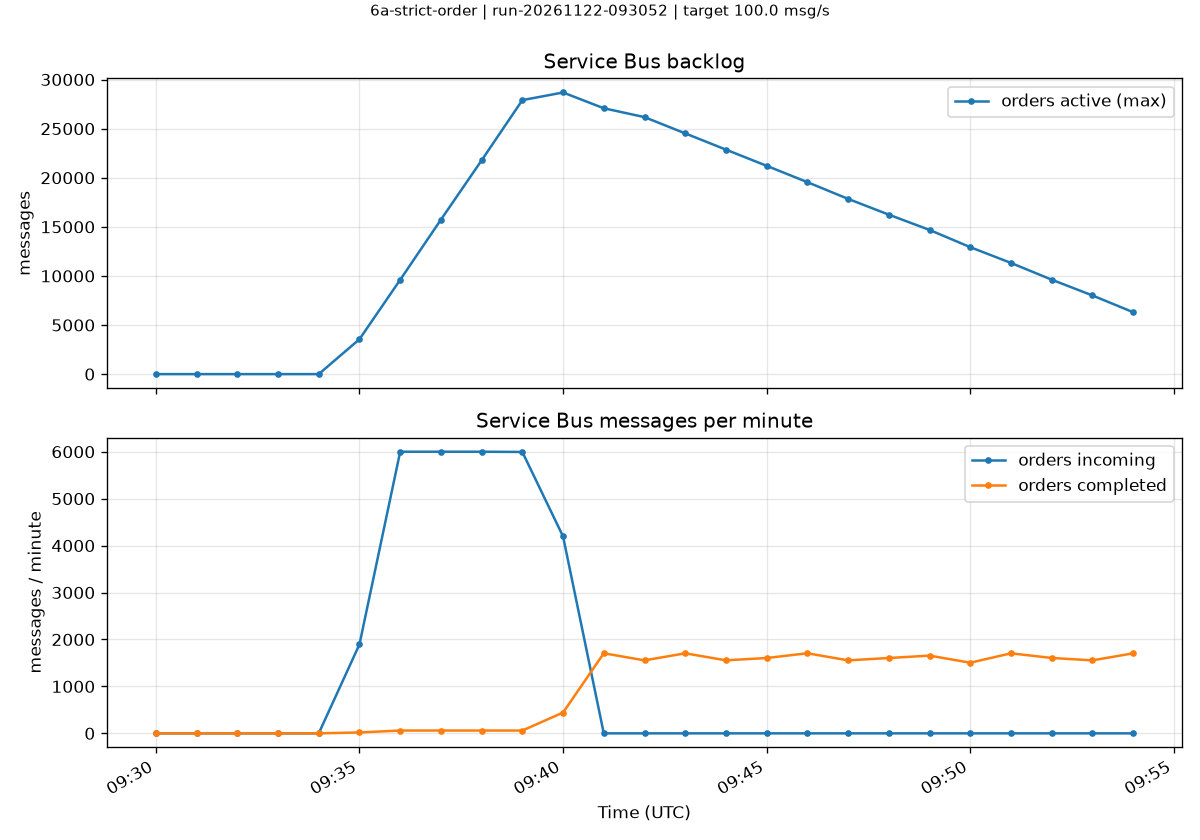 6a-strict-order | run-20261122-093052 | target 100.0 msg/s
Service Bus backlog
30000
25000
20000
15000
10000
5000
0
messages
orders active (max)
Service Bus messages per minute
6000
5000
4000
3000
2000
1000
0
messages / minute
orders incoming
orders completed
09:30
09:35
09:40
09:45
09:50
09:55
Time (UTC)